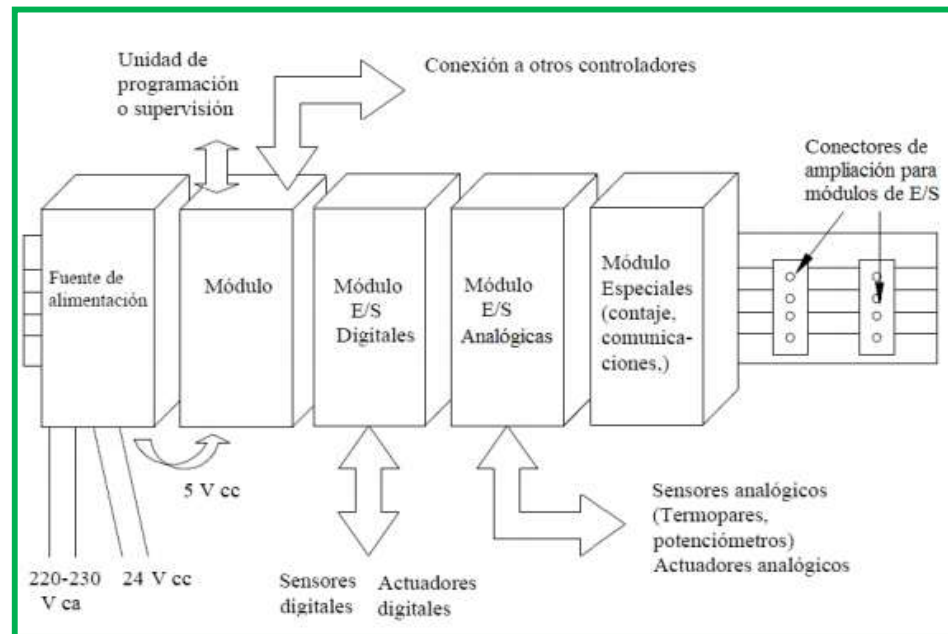 Unidad de
programación
o supervisión
Conexión a otros controladores
Conectores de
ampliación para
módulos de E/S
Fuente de
alimentación
Módulo
Módulo
E/S
Digitales
Módulo
E/S
Analógicas
Módulo
Especiales
(contaje,
comunica-
ciones,)
5 V cc
220-230
V ca
24 V cc
Sensores
digitales
Actuadores
digitales
Sensores analógicos
(Termopares,
potenciómetros)
Actuadores analógicos